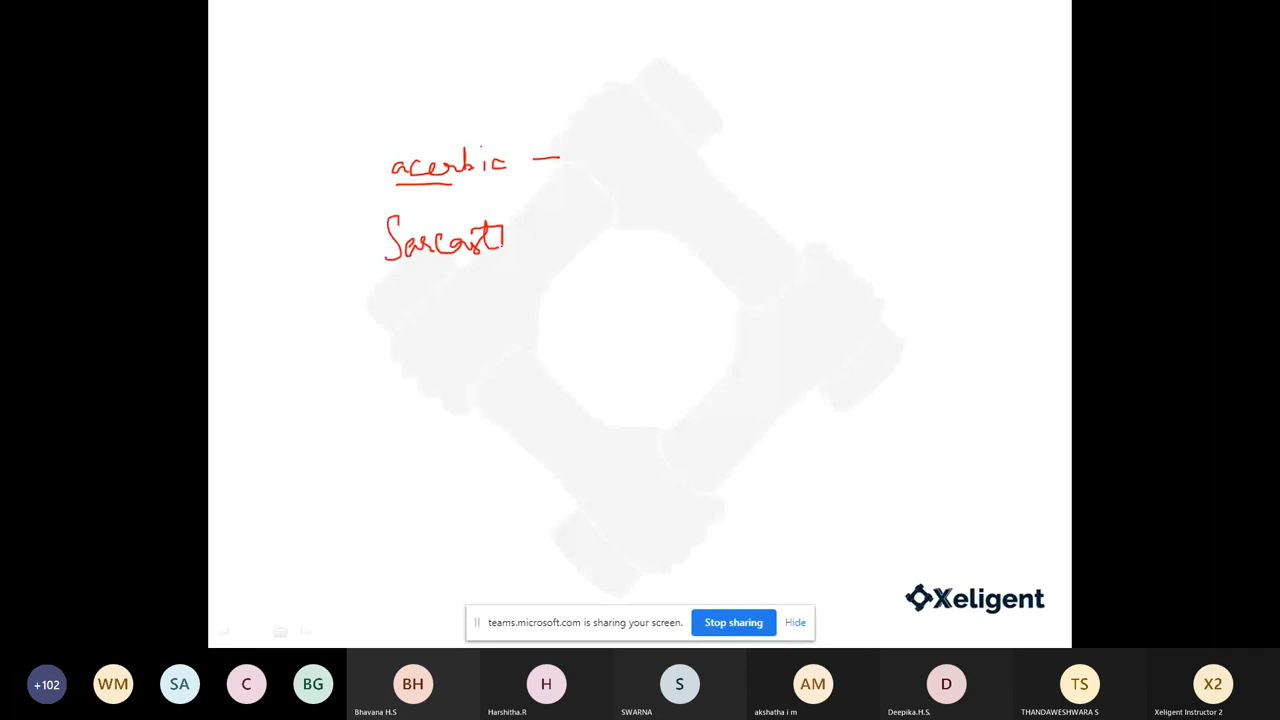 acerbic —
Sarcast
Xeligent
teams.microsoft.com is sharing your screen. Stop sharing Hide
+102 WM SA C BG BH H S AM D TS X2
Bhavana H.S Harshitha.R SWARNA akshatha i m Deepika.H.S. THANDAWESHWARA S Xeligent Instructor 2